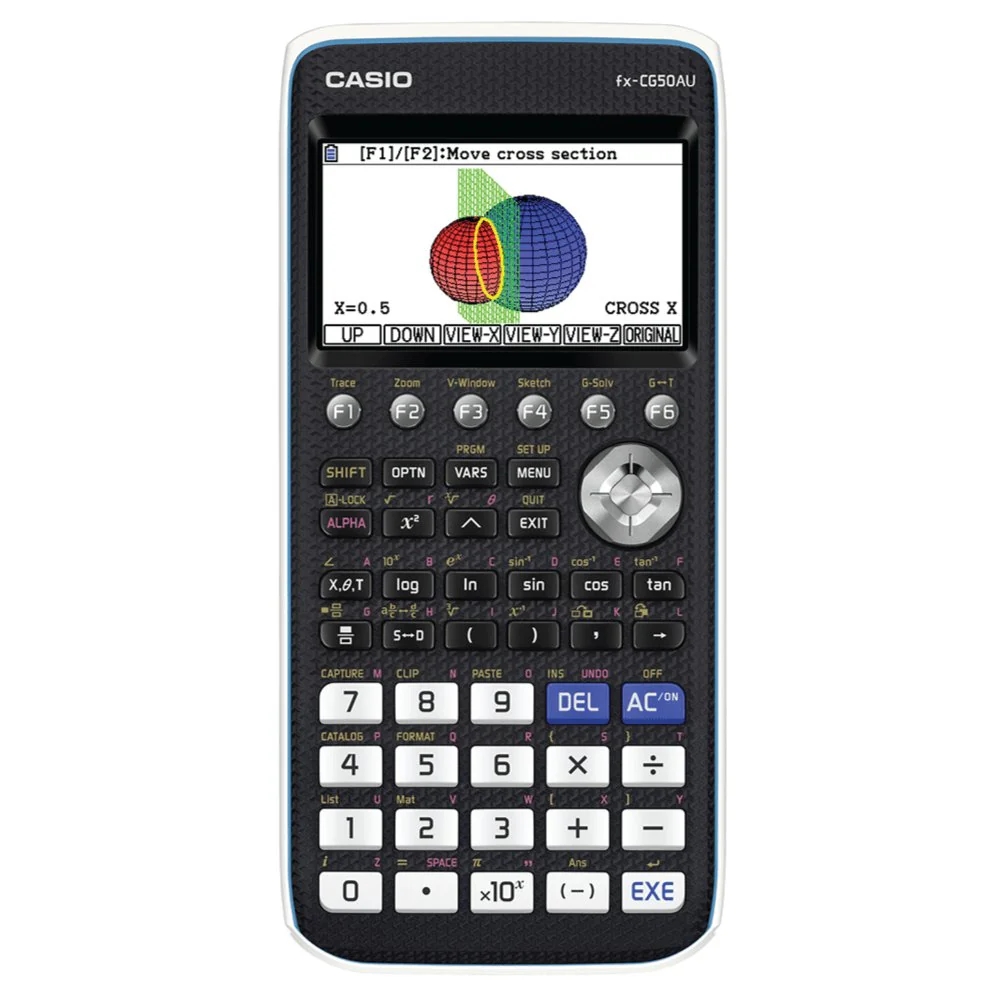 CASIO fx-CG50AU
[F1]/[F2]:Move cross section
X=0.5 CROSS X
UP DOWN VIEW-X VIEW-Y VIEW-Z ORIGINAL
Trace Zoom V-Window Sketch G-Solv G↔T
F1 F2 F3 F4 F5 F6
PRGM SET UP
SHIFT OPTN VARS MENU
A-LOCK √ r ˣ√ θ QUIT
ALPHA x² ^ EXIT
∠ A 10ˣ B eˣ C sin⁻¹ D cos⁻¹ E tan⁻¹ F
X,θ,T log ln sin cos tan
G a b/c↔d/c H ³√ I x⁻¹ J K L
S↔D ( ) , →
CAPTURE M CLIP N PASTE O INS UNDO OFF
7 8 9 DEL AC/ON
CATALOG P FORMAT Q R { S } T
4 5 6 × ÷
List U Mat V W [ X ] Y
1 2 3 + −
i Z = SPACE π " Ans ↵
0 • ×10ˣ (−) EXE